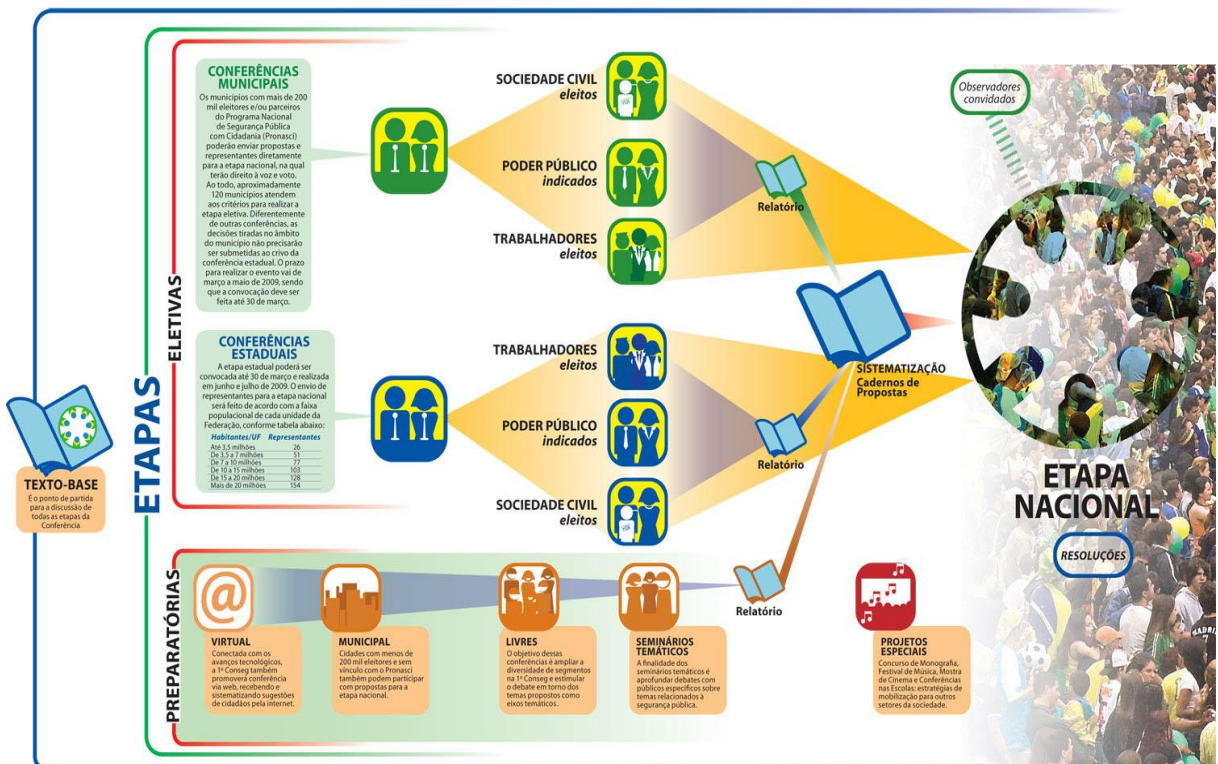 TEXTO-BASE
É o ponto de partida
para a discussão de
todas as etapas da
Conferência
ETAPAS
ELETIVAS
CONFERÊNCIAS
MUNICIPAIS
Os municípios com mais de 200
mil eleitores e/ou parceiros
do Programa Nacional
de Segurança Pública
com Cidadania (Pronasci)
poderão enviar propostas e
representantes diretamente
para a etapa nacional, na qual
terão direito à voz e voto.
Ao todo, aproximadamente
120 municípios atendem
aos critérios para realizar a
etapa eletiva. Diferentemente
de outras conferências, as
decisões tiradas no âmbito
do município não precisarão
ser submetidas ao crivo da
conferência estadual. O prazo
para realizar o evento vai de
março a maio de 2009, sendo
que a convocação deve ser
feita até 30 de março.
SOCIEDADE CIVIL
eleitos
PODER PÚBLICO
indicados
TRABALHADORES
eleitos
Relatório
CONFERÊNCIAS
ESTADUAIS
A etapa estadual poderá ser
convocada até 30 de março e realizada
em junho e julho de 2009. O envio de
representantes para a etapa nacional
será feito de acordo com a faixa
populacional de cada unidade da
Federação, conforme tabela abaixo:
Habitantes/UF Representantes
Até 3,5 milhões 26
De 3,5 a 7 milhões 51
De 7 a 10 milhões 77
De 10 a 15 milhões 103
De 15 a 20 milhões 128
Mais de 20 milhões 154
TRABALHADORES
eleitos
PODER PÚBLICO
indicados
SOCIEDADE CIVIL
eleitos
Relatório
SISTEMATIZAÇÃO
Cadernos de
Propostas
Observadores
convidados
ETAPA
NACIONAL
RESOLUÇÕES
PREPARATÓRIAS
@
VIRTUAL
Conectada com os
avanços tecnológicos,
a 1ª Conseg também
promoverá conferência
via web, recebendo e
sistematizando sugestões
de cidadãos pela internet.
MUNICIPAL
Cidades com menos de
200 mil eleitores e sem
vínculo com o Pronasci
também podem participar
com propostas para a
etapa nacional.
LIVRES
O objetivo dessas
conferências é ampliar a
diversidade de segmentos
na 1ª Conseg e estimular
o debate em torno dos
temas propostos como
eixos temáticos.
SEMINÁRIOS
TEMÁTICOS
A finalidade dos
seminários temáticos é
aprofundar debates com
públicos específicos sobre
temas relacionados à
segurança pública.
Relatório
PROJETOS
ESPECIAIS
Concurso de Monografia,
Festival de Música, Mostra
de Cinema e Conferências
nas Escolas: estratégias de
mobilização para outros
setores da sociedade.